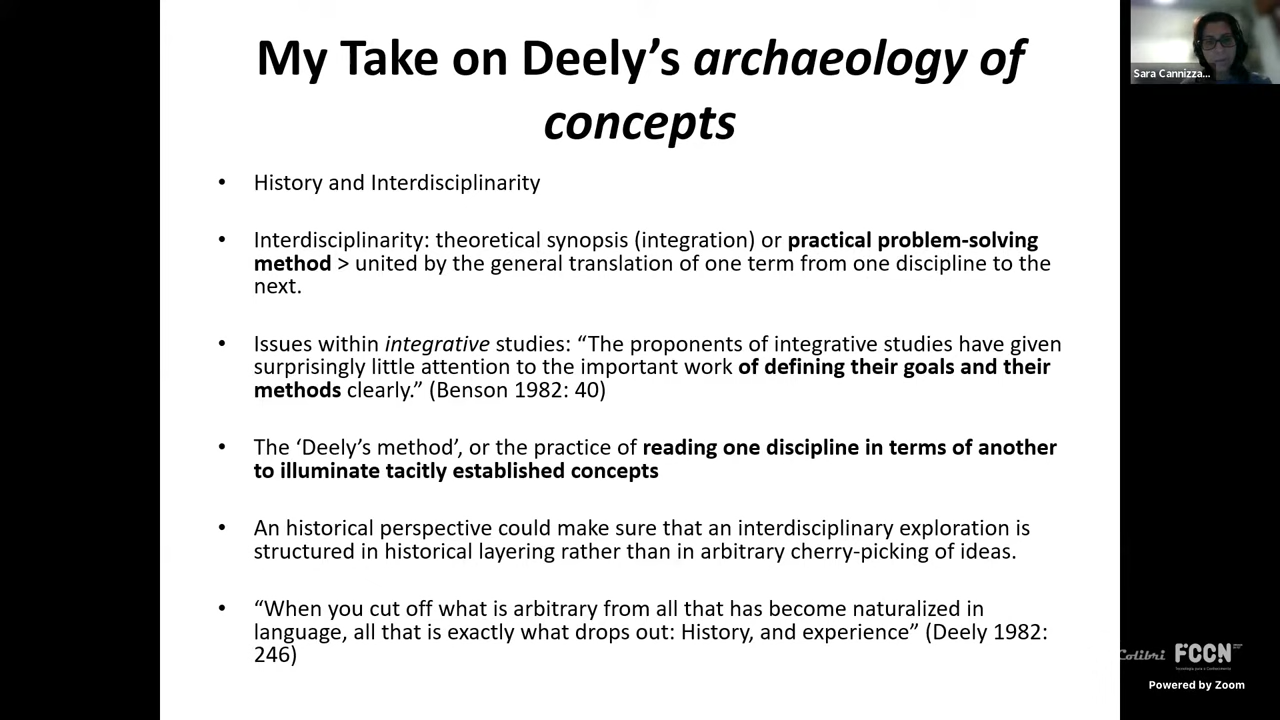 My Take on Deely’s archaeology of
concepts
Sara Cannizza...
• History and Interdisciplinarity
• Interdisciplinarity: theoretical synopsis (integration) or practical problem-solving
method > united by the general translation of one term from one discipline to the
next.
• Issues within integrative studies: “The proponents of integrative studies have given
surprisingly little attention to the important work of defining their goals and their
methods clearly.” (Benson 1982: 40)
• The ‘Deely’s method’, or the practice of reading one discipline in terms of another
to illuminate tacitly established concepts
• An historical perspective could make sure that an interdisciplinary exploration is
structured in historical layering rather than in arbitrary cherry-picking of ideas.
• “When you cut off what is arbitrary from all that has become naturalized in
language, all that is exactly what drops out: History, and experience” (Deely 1982:
246)
Colibri FCCN
Powered by Zoom